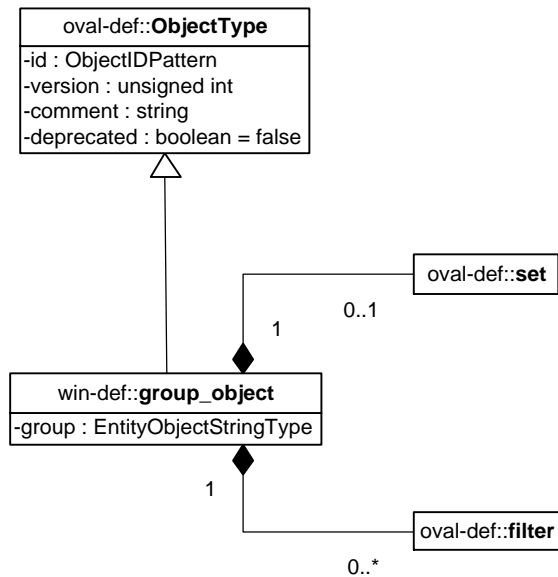 oval-def::ObjectType
-id : ObjectIDPattern
-version : unsigned int
-comment : string
-deprecated : boolean = false
oval-def::set
0..1
1
win-def::group_object
-group : EntityObjectStringType
1
oval-def::filter
0..*